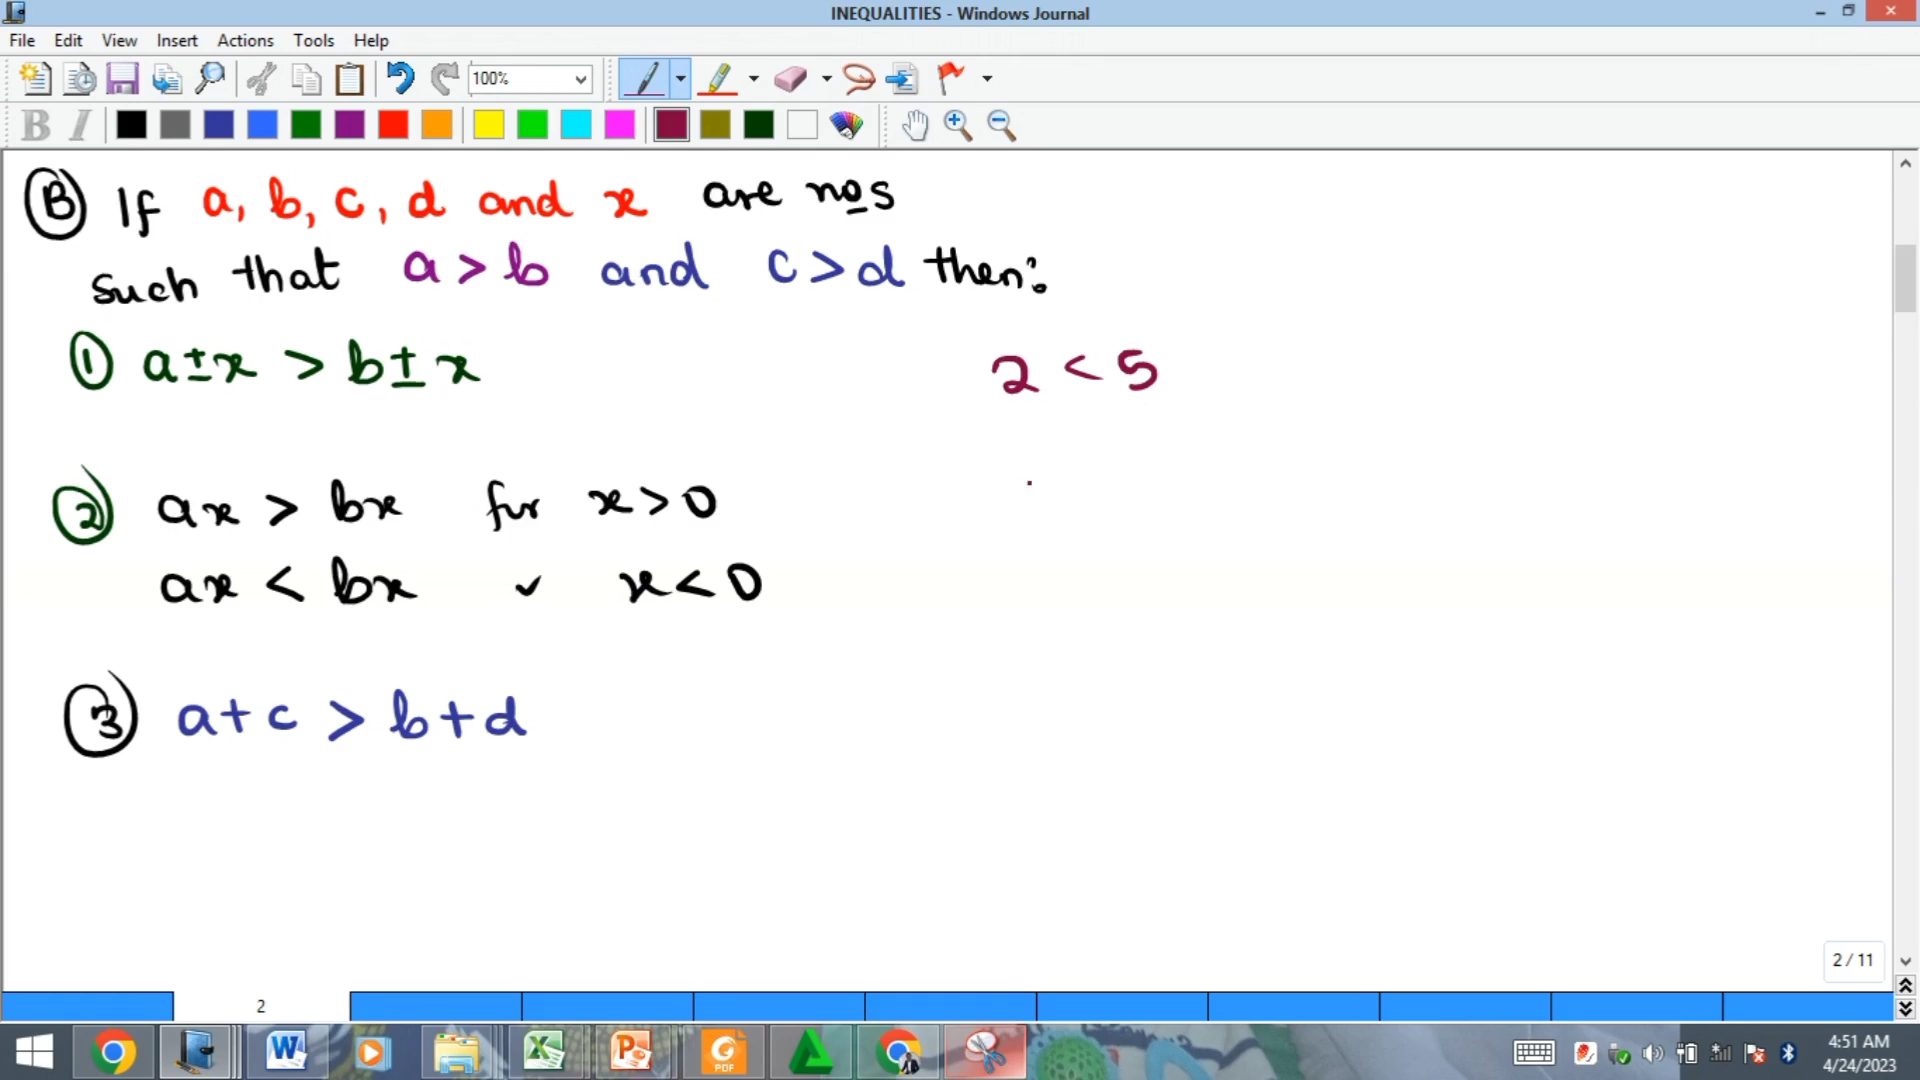 INEQUALITIES - Windows Journal
File Edit View Insert Actions Tools Help
100%
B I
Ⓑ If a, b, c, d and x are nos
such that a > b and c > d then:
① a ± x > b ± x
2 < 5
② ax > bx for x > 0
ax < bx " x < 0
③ a + c > b + d
2 / 11
2
4:51 AM
4/24/2023